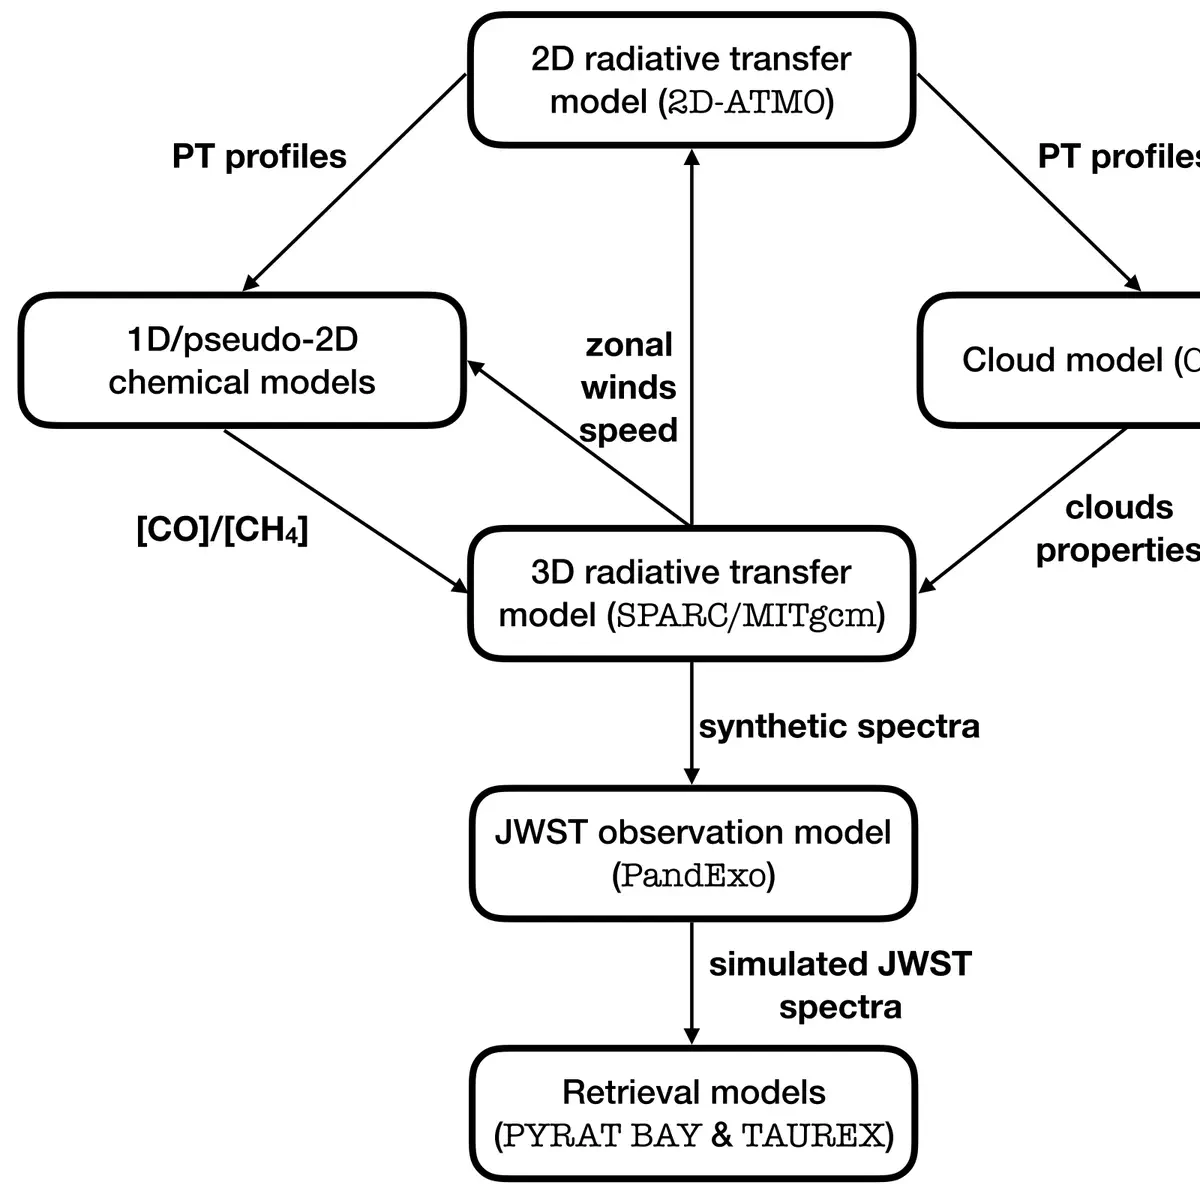 2D radiative transfer
model (2D-ATMO)
PT profiles
PT profiles
1D/pseudo-2D
chemical models
zonal
winds
speed
Cloud model (
[CO]/[CH₄]
clouds
properties
3D radiative transfer
model (SPARC/MITgcm)
synthetic spectra
JWST observation model
(PandExo)
simulated JWST
spectra
Retrieval models
(PYRAT BAY & TAUREX)